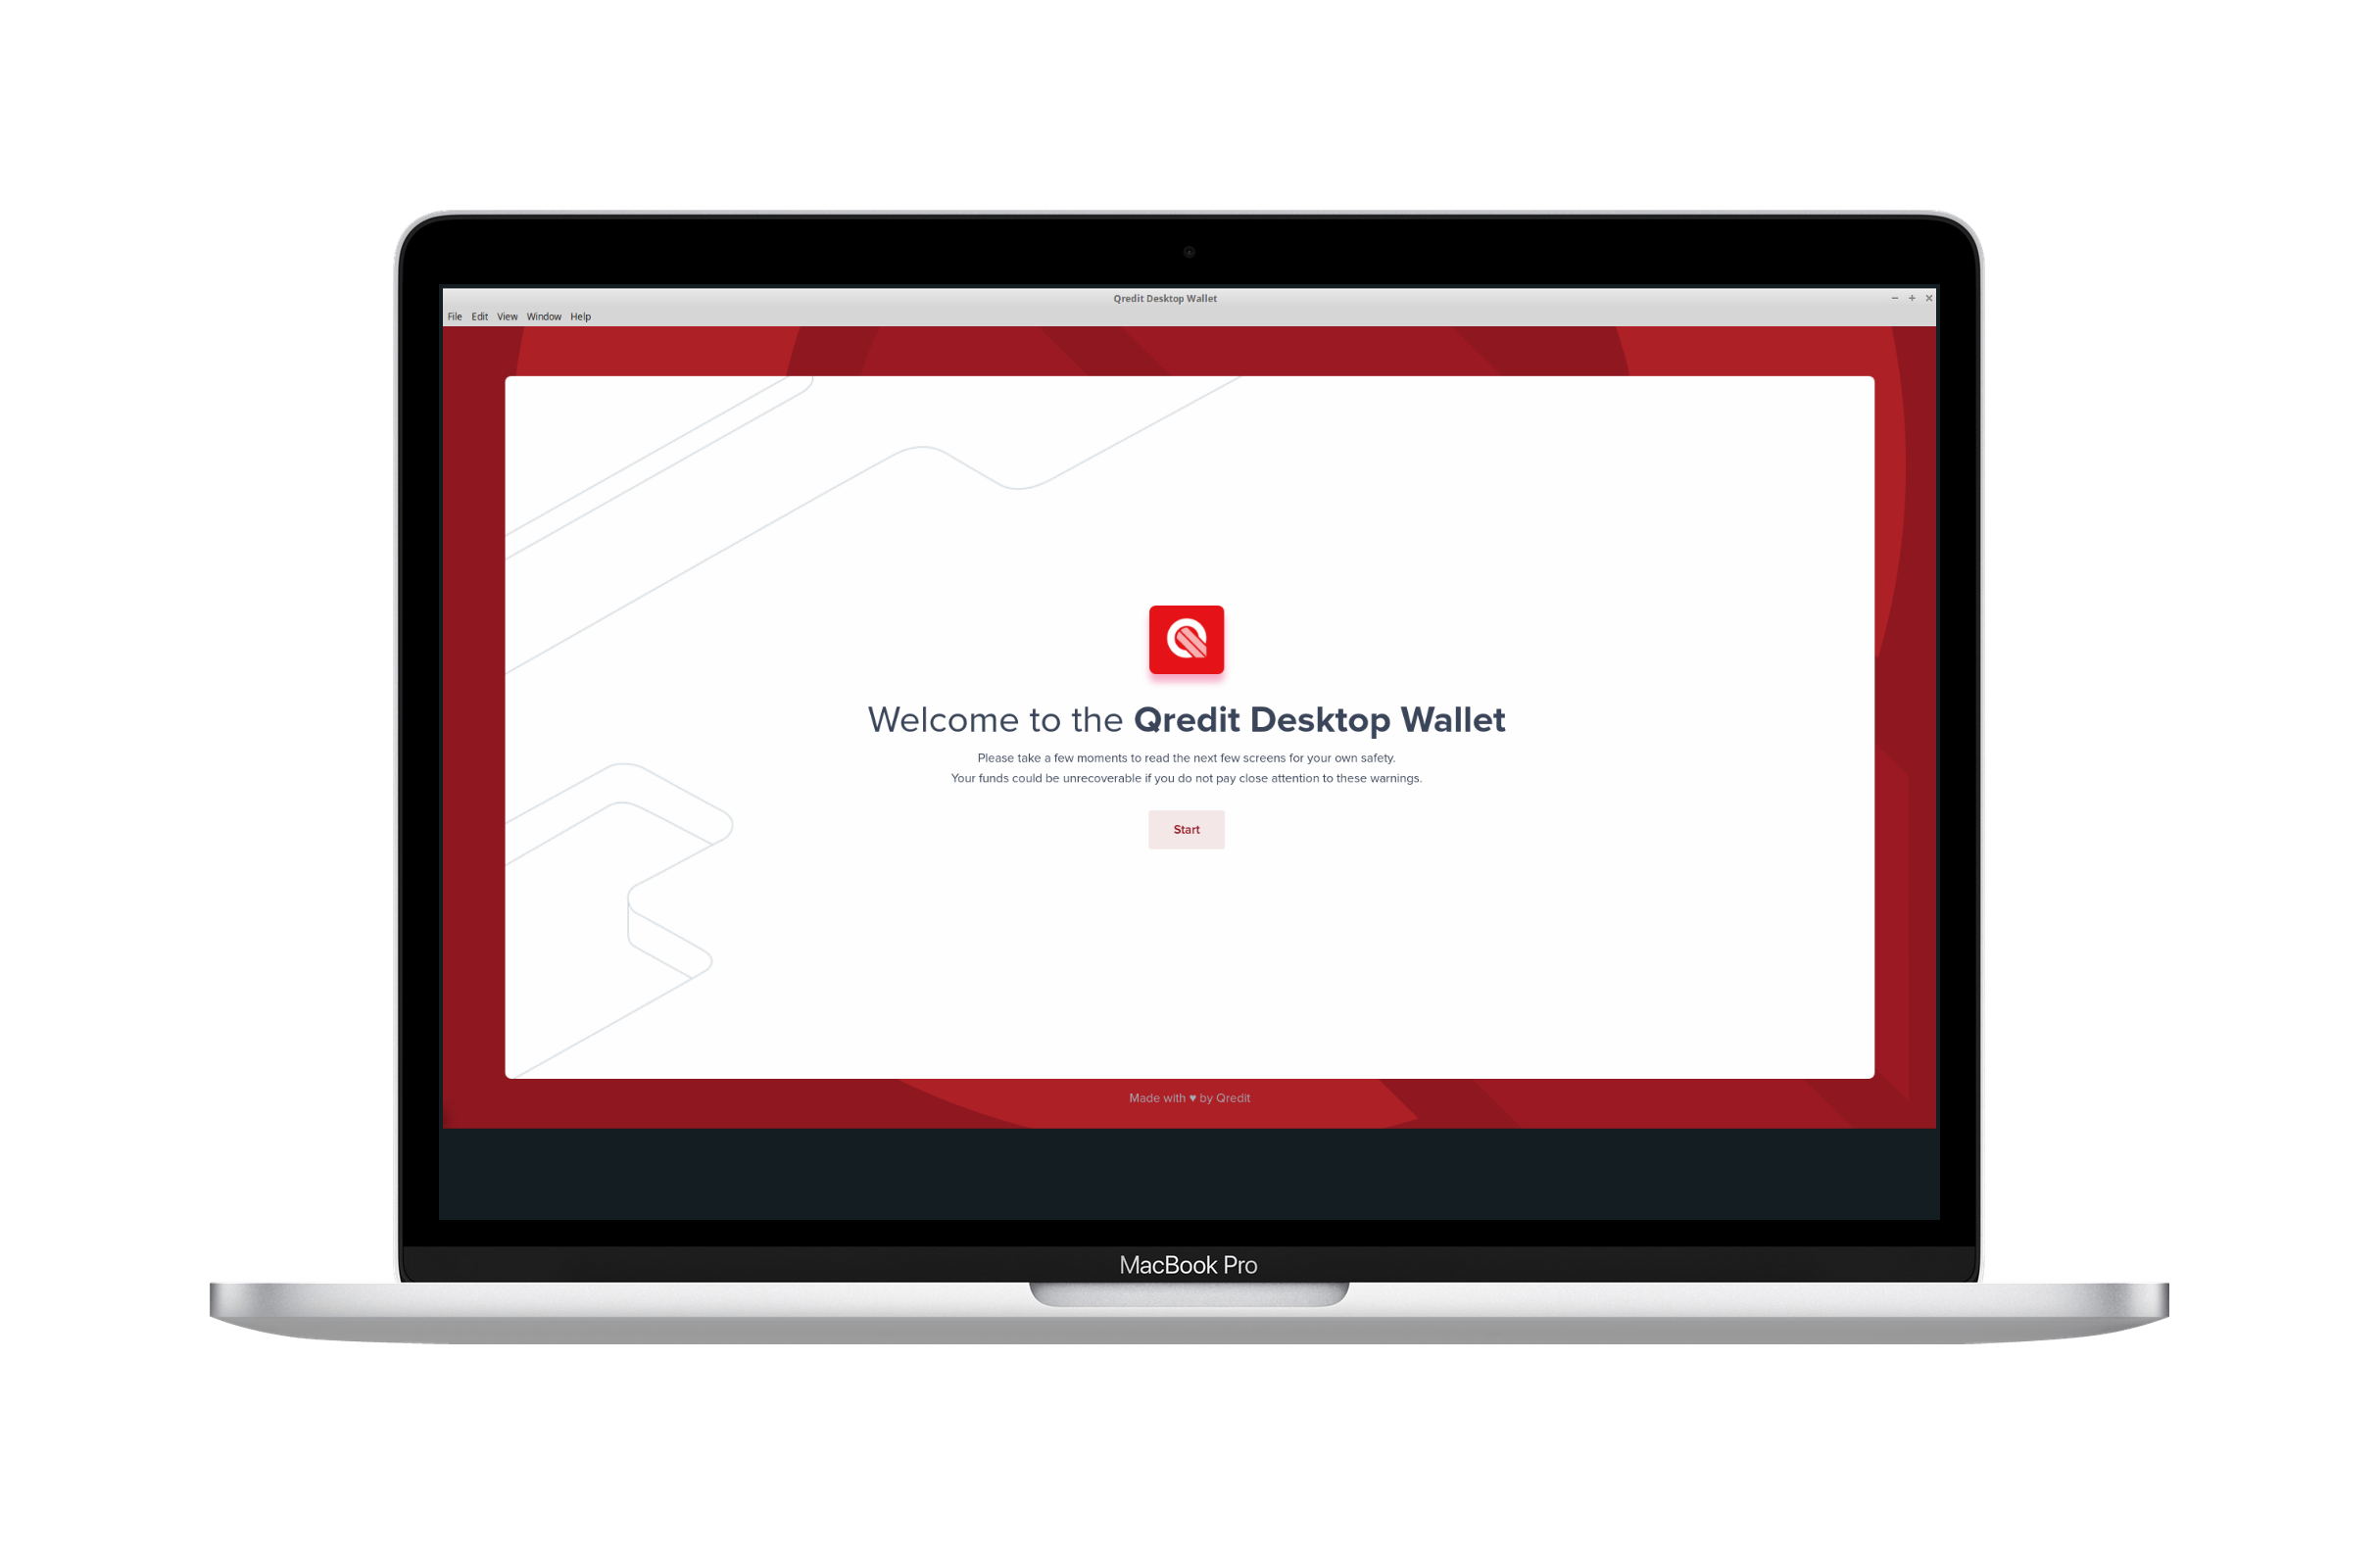 Qredit Desktop Wallet
File Edit View Window Help
Welcome to the Qredit Desktop Wallet
Please take a few moments to read the next few screens for your own safety.
Your funds could be unrecoverable if you do not pay close attention to these warnings.
Start
Made with ♥ by Qredit
MacBook Pro